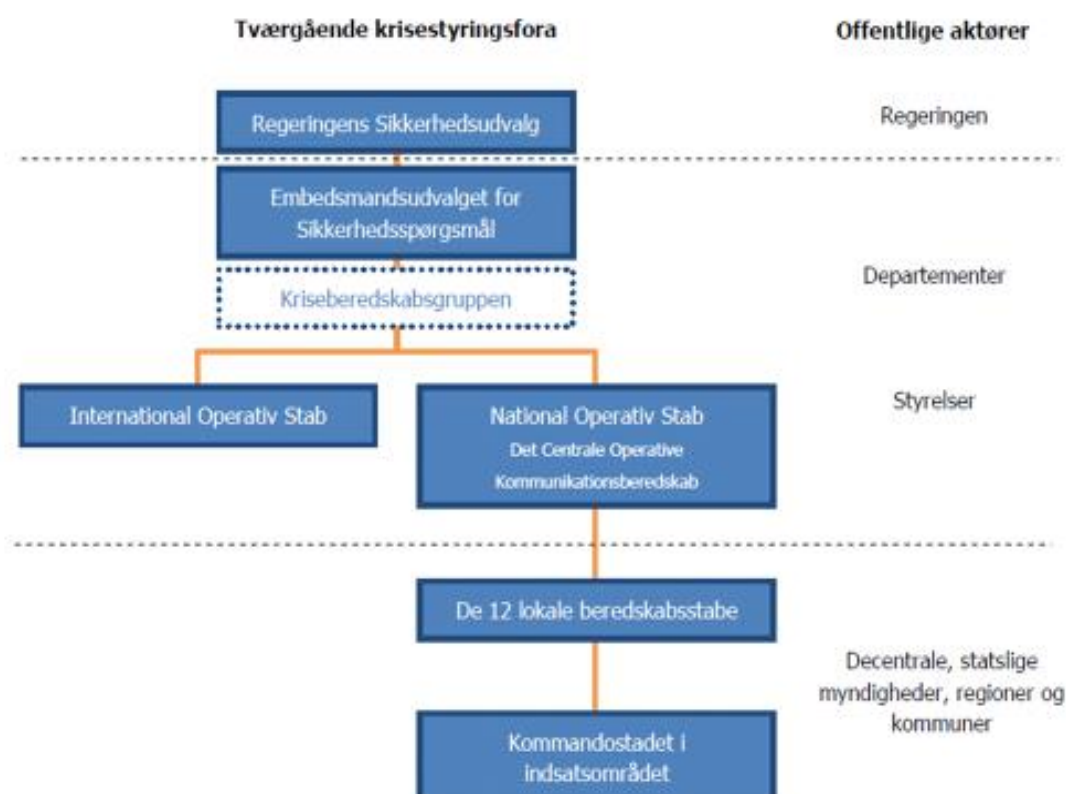 Tværgående krisestyringsfora
Offentlige aktører
Regeringens Sikkerhedsudvalg
Regeringen
Embedsmandsudvalget for
Sikkerhedsspørgsmål
Kriseberedskabsgruppen
Departementer
International Operativ Stab
National Operativ Stab
Det Centrale Operative
Kommunikationsberedskab
Styrelser
De 12 lokale beredskabsstabe
Kommandostadet i
indsatsområdet
Decentrale, statslige
myndigheder, regioner og
kommuner